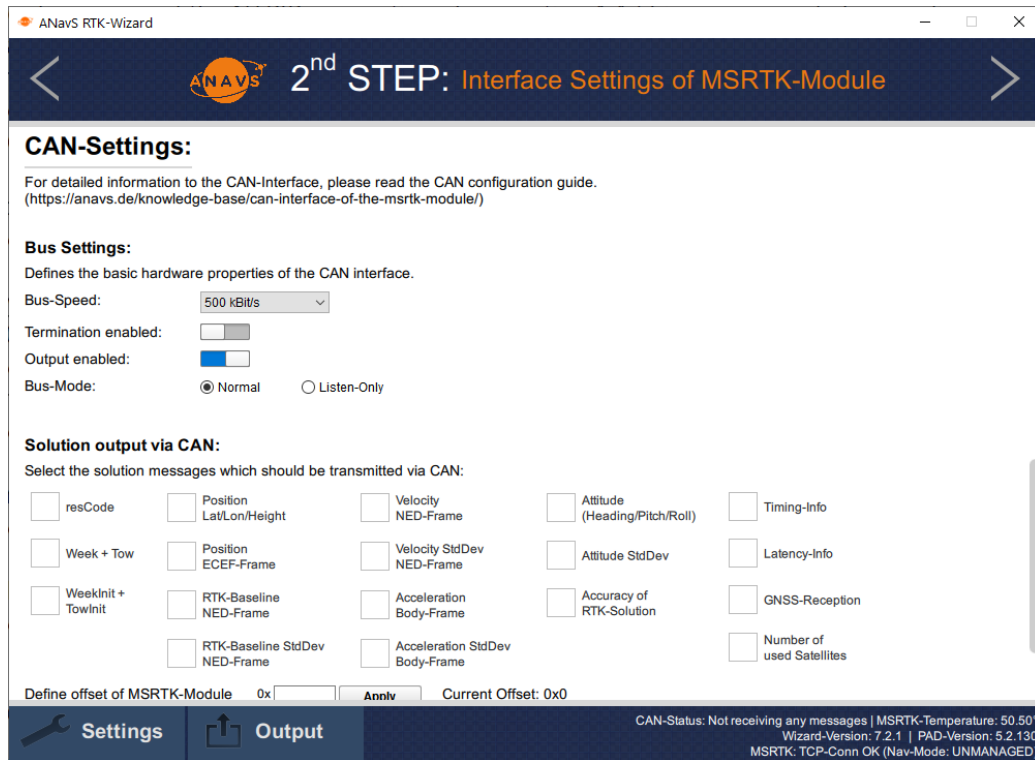 ANavS RTK-Wizard
ANAVS
2nd STEP: Interface Settings of MSRTK-Module
CAN-Settings:
For detailed information to the CAN-Interface, please read the CAN configuration guide.
(https://anavs.de/knowledge-base/can-interface-of-the-msrtk-module/)
Bus Settings:
Defines the basic hardware properties of the CAN interface.
Bus-Speed: 500 kBit/s
Termination enabled:
Output enabled:
Bus-Mode: Normal Listen-Only
Solution output via CAN:
Select the solution messages which should be transmitted via CAN:
resCode
Position
Lat/Lon/Height
Velocity
NED-Frame
Attitude
(Heading/Pitch/Roll)
Timing-Info
Week + Tow
Position
ECEF-Frame
Velocity StdDev
NED-Frame
Attitude StdDev
Latency-Info
WeekInit +
TowInit
RTK-Baseline
NED-Frame
Acceleration
Body-Frame
Accuracy of
RTK-Solution
GNSS-Reception
RTK-Baseline StdDev
NED-Frame
Acceleration StdDev
Body-Frame
Number of
used Satellites
Define offset of MSRTK-Module 0x Apply Current Offset: 0x0
Settings
Output
CAN-Status: Not receiving any messages | MSRTK-Temperature: 50.50
Wizard-Version: 7.2.1 | PAD-Version: 5.2.130
MSRTK: TCP-Conn OK (Nav-Mode: UNMANAGED